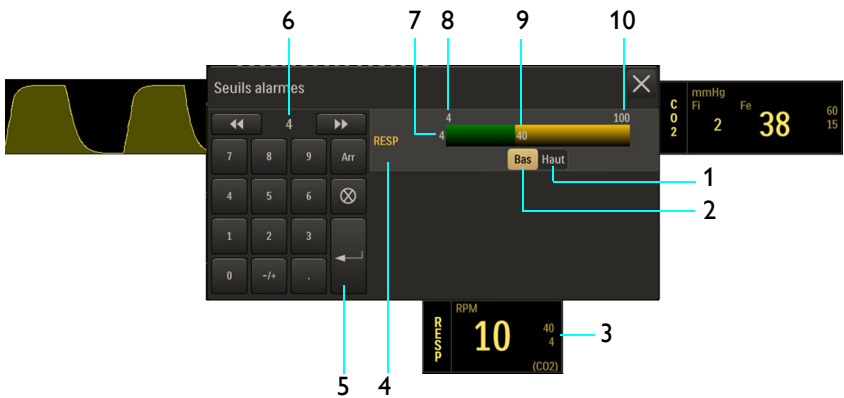 6 7 8 9 10
Seuils alarmes
4
4 100
RESP 4 40
Bas Haut
7 8 9 Arr
4 5 6
1 2 3
0 -/+ .
CO2
mmHg
Fi Fe
2 38
60
15
1
2
RESP
RPM
10
40
4
(CO2)
3
5 4